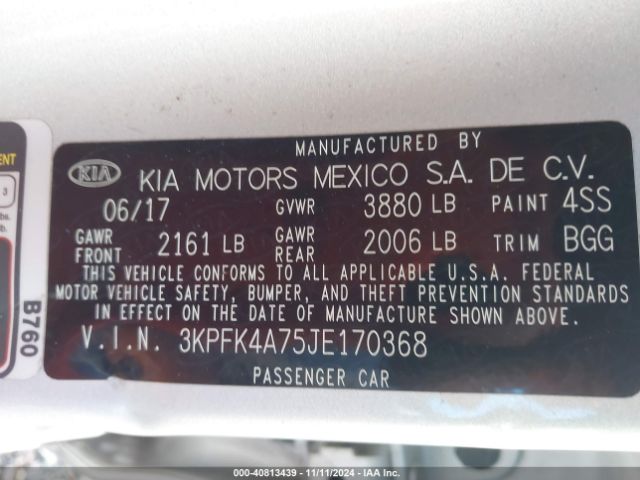 MANUFACTURED BY
KIA KIA MOTORS MEXICO S.A. DE C.V.
06/17 GVWR 3880 LB PAINT 4SS
GAWR FRONT 2161 LB GAWR REAR 2006 LB TRIM BGG
THIS VEHICLE CONFORMS TO ALL APPLICABLE U.S.A. FEDERAL
MOTOR VEHICLE SAFETY, BUMPER, AND THEFT PREVENTION STANDARDS
IN EFFECT ON THE DATE OF MANUFACTURE SHOWN ABOVE.
V.I.N. 3KPFK4A75JE170368
PASSENGER CAR
B760
3
000-40813439 - 11/11/2024 - IAA Inc.